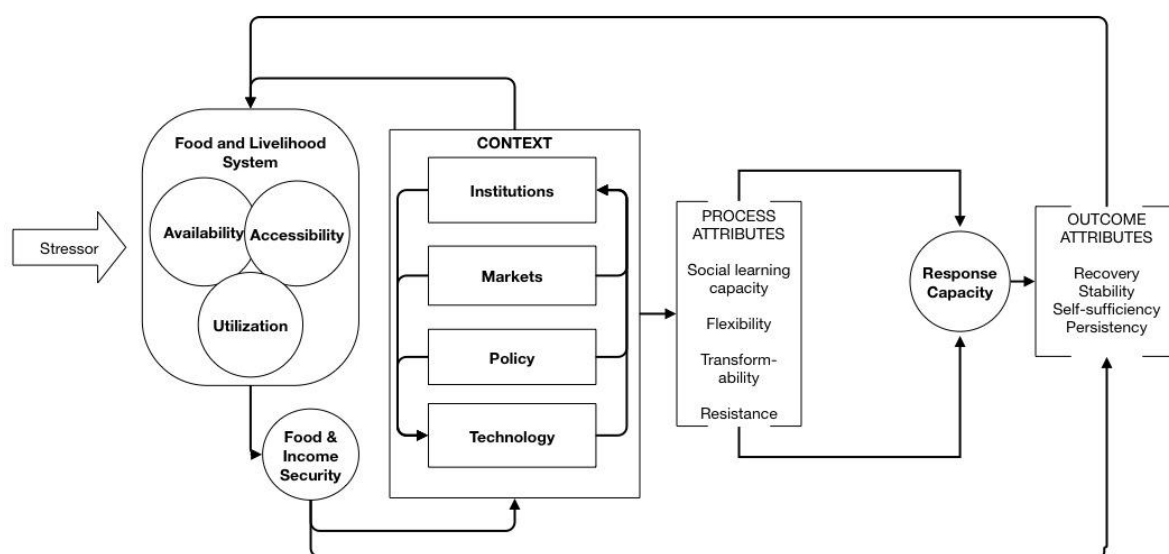 Stressor
Food and Livelihood
System
Availability
Accessibility
Utilization
Food &
Income
Security
CONTEXT
Institutions
Markets
Policy
Technology
PROCESS
ATTRIBUTES
Social learning
capacity
Flexibility
Transform-
ability
Resistance
Response
Capacity
OUTCOME
ATTRIBUTES
Recovery
Stability
Self-sufficiency
Persistency